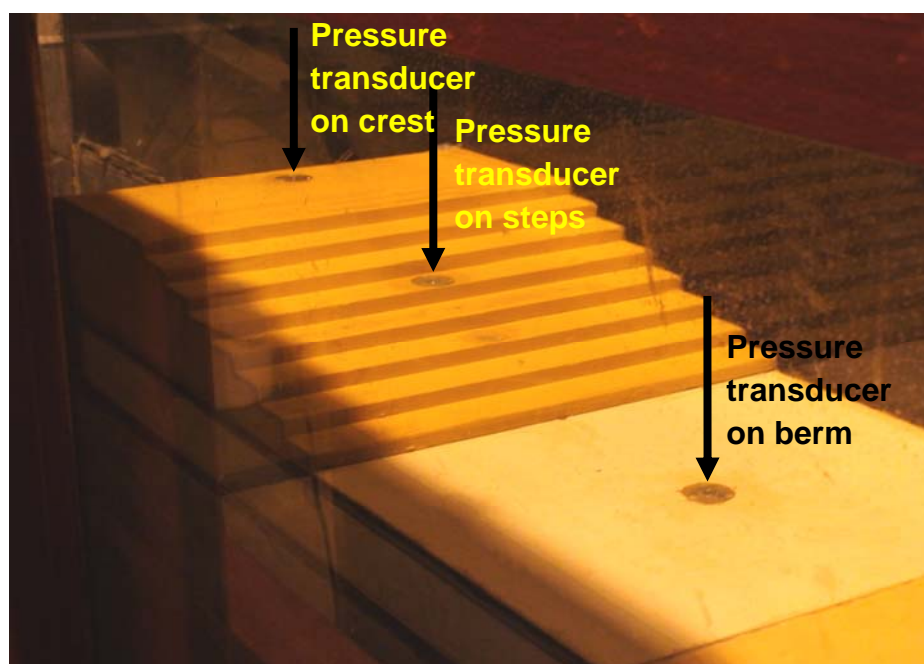 Pressure
transducer
on crest
Pressure
transducer
on steps
Pressure
transducer
on berm